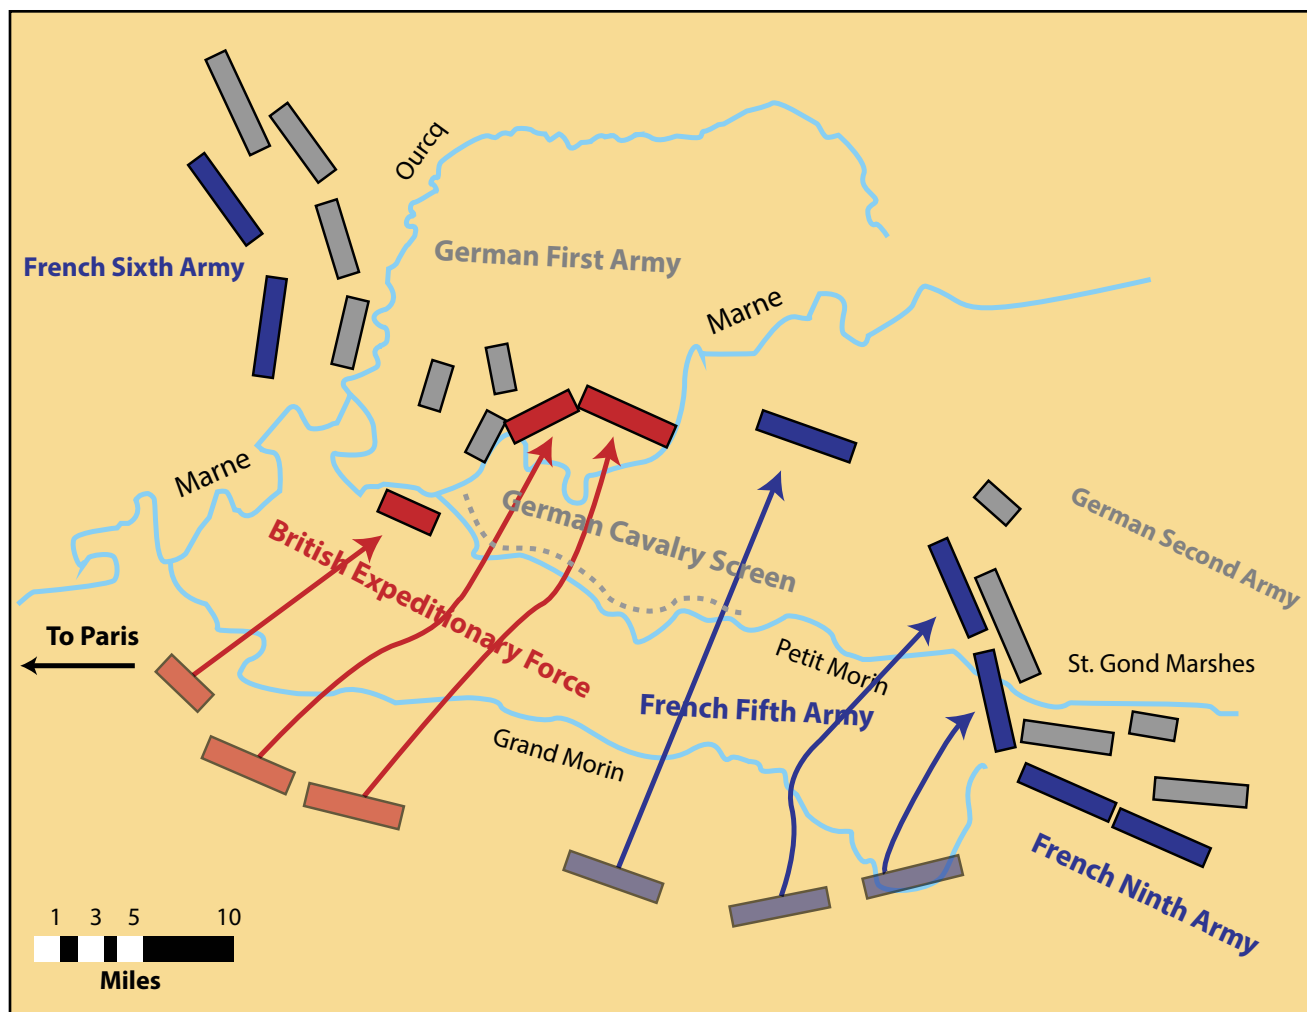 Ourcq
French Sixth Army
German First Army
Marne
Marne
German Cavalry Screen
German Second Army
British Expeditionary Force
To Paris
Petit Morin
St. Gond Marshes
French Fifth Army
Grand Morin
French Ninth Army
1 3 5 10
Miles